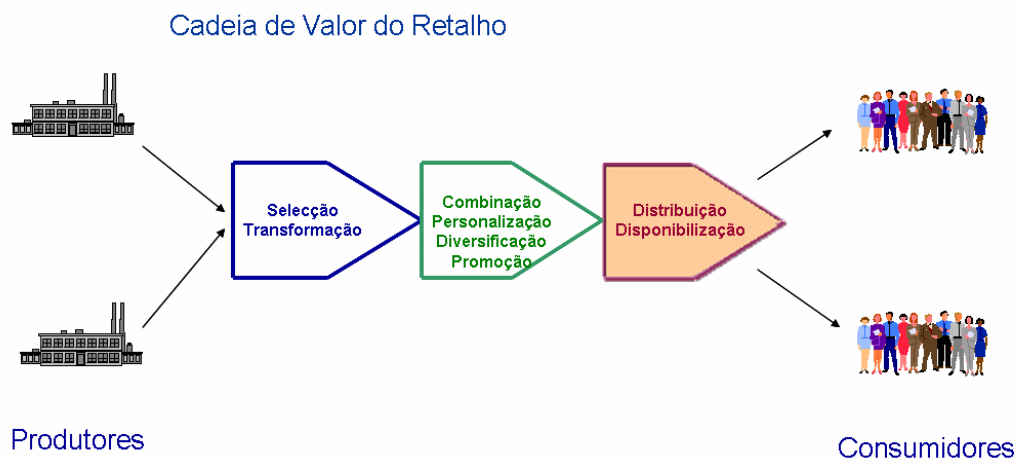 Cadeia de Valor do Retalho
Selecção
Transformação
Combinação
Personalização
Diversificação
Promoção
Distribuição
Disponibilização
Produtores
Consumidores